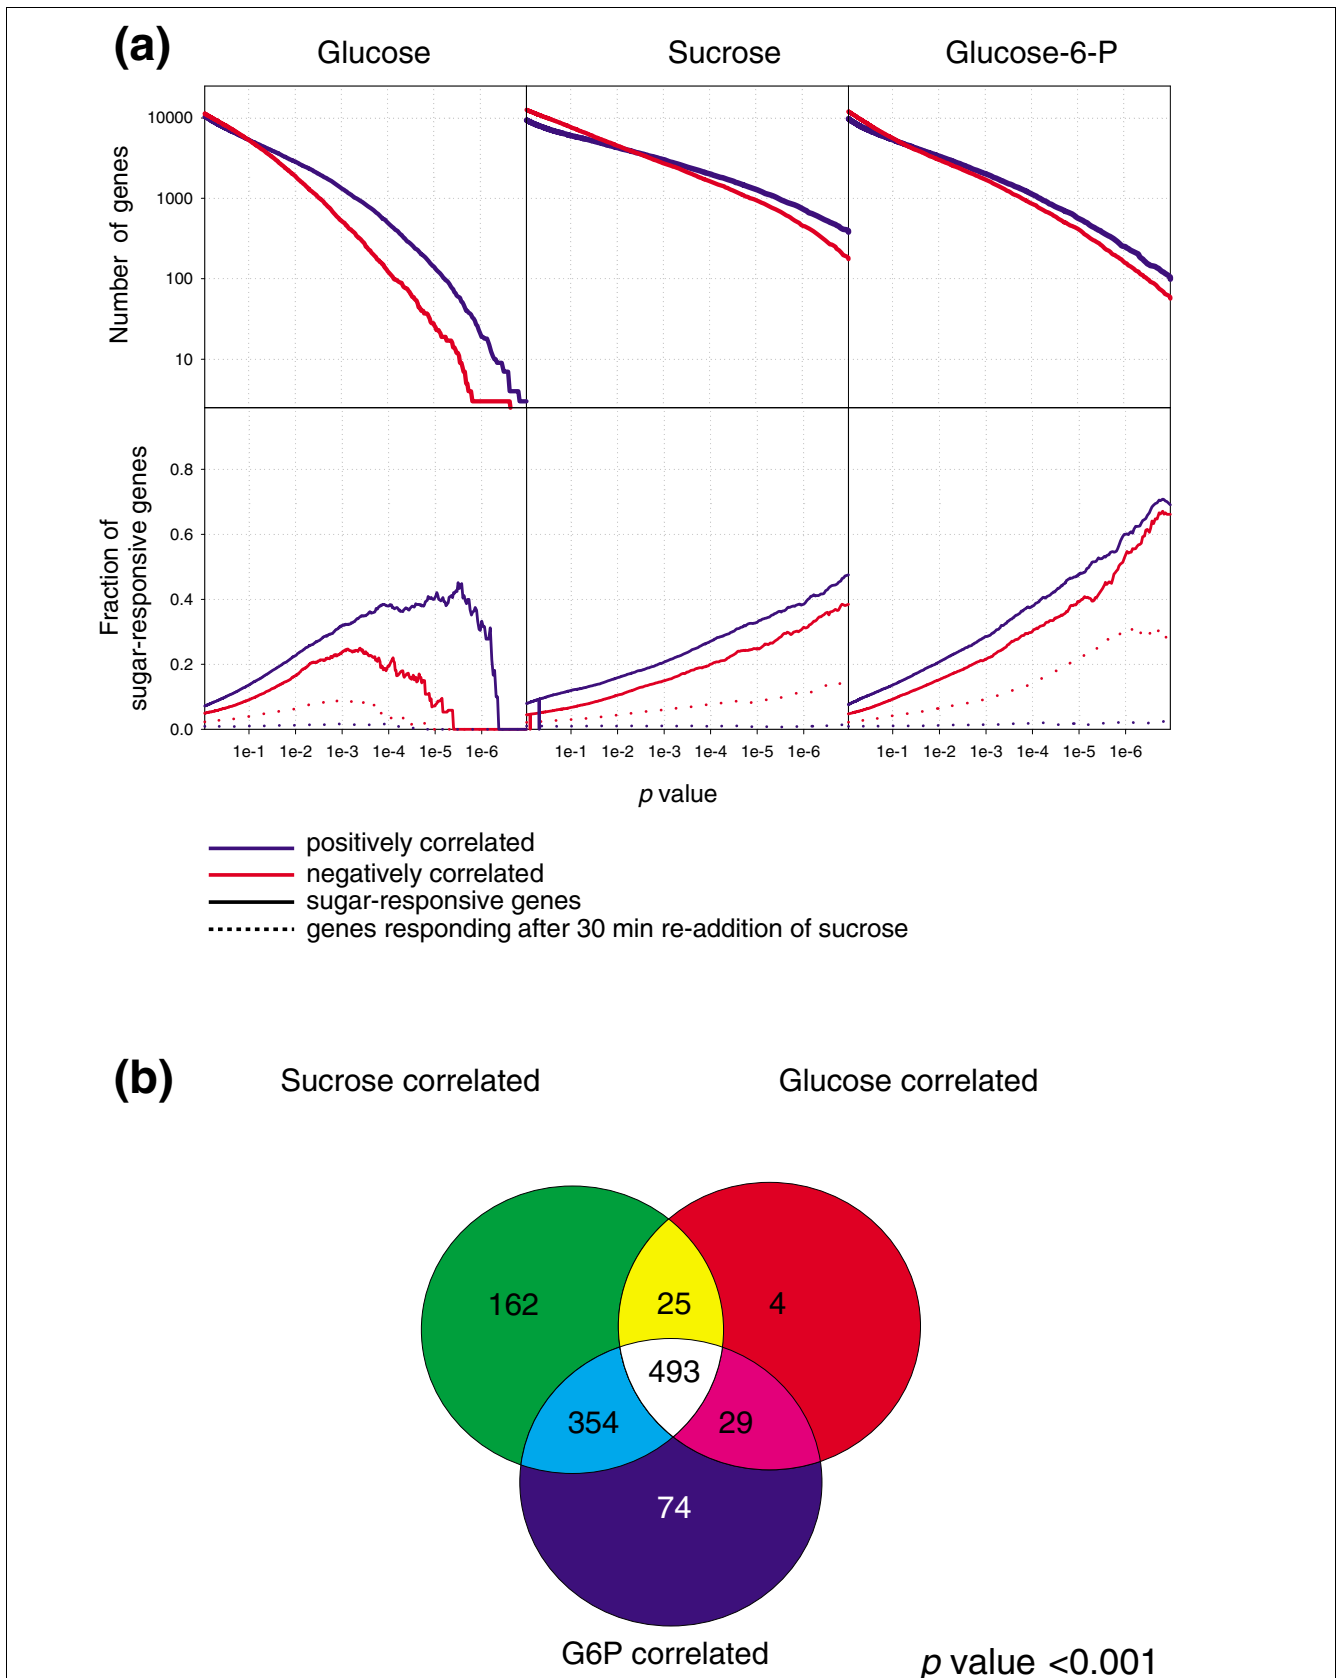 (a)
Glucose Sucrose Glucose-6-P
Number of genes
10000
1000
100
10
Fraction of
sugar-responsive genes
0.8
0.6
0.4
0.2
0.0
1e-1 1e-2 1e-3 1e-4 1e-5 1e-6 1e-1 1e-2 1e-3 1e-4 1e-5 1e-6 1e-1 1e-2 1e-3 1e-4 1e-5 1e-6
p value
positively correlated
negatively correlated
sugar-responsive genes
genes responding after 30 min re-addition of sucrose
(b)
Sucrose correlated Glucose correlated
162 25 4
493
354 29
74
G6P correlated
p value <0.001